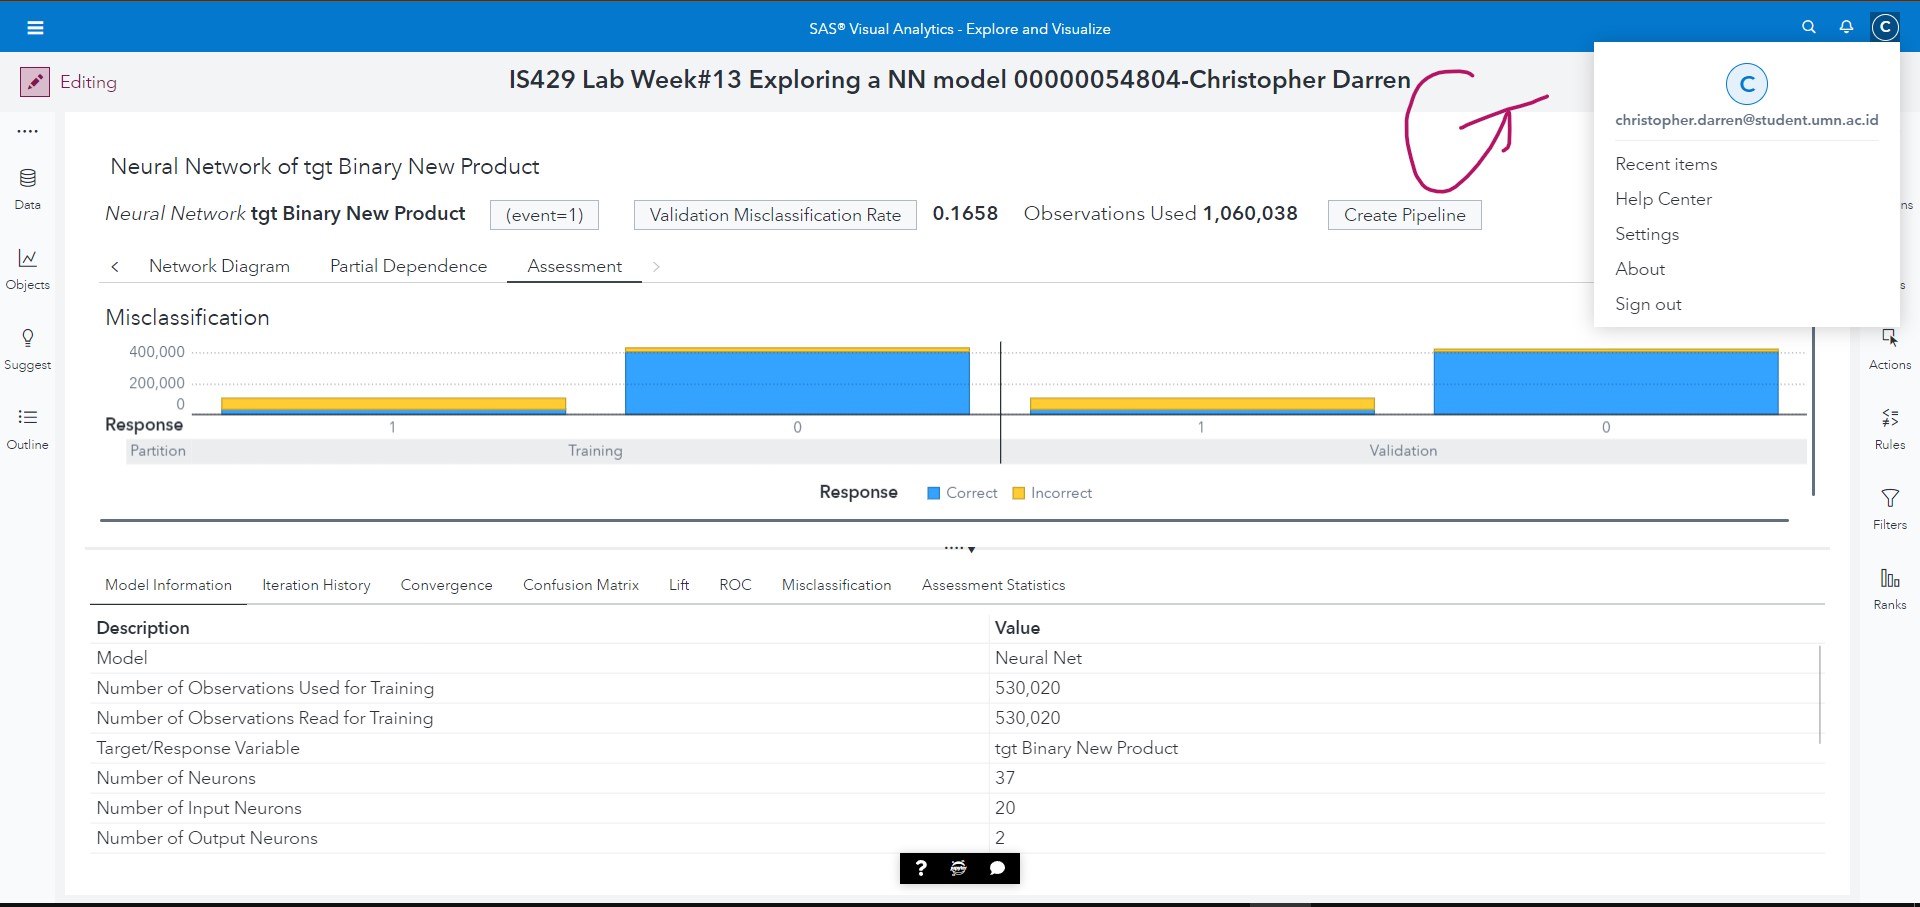 SAS® Visual Analytics - Explore and Visualize
C
Editing
IS429 Lab Week#13 Exploring a NN model 00000054804-Christopher Darren
G
C
christopher.darren@student.umn.ac.id
Recent items
Help Center
Settings
About
Sign out
Data
Objects
Suggest
Outline
ns
s
Actions
Rules
Filters
Ranks
Neural Network of tgt Binary New Product
Neural Network tgt Binary New Product (event=1) Validation Misclassification Rate 0.1658 Observations Used 1,060,038 Create Pipeline
Network Diagram Partial Dependence Assessment
Misclassification
400,000
200,000
0
Response 1 0 1 0
Partition Training Validation
Response Correct Incorrect
Model Information Iteration History Convergence Confusion Matrix Lift ROC Misclassification Assessment Statistics
Description Value
Model Neural Net
Number of Observations Used for Training 530,020
Number of Observations Read for Training 530,020
Target/Response Variable tgt Binary New Product
Number of Neurons 37
Number of Input Neurons 20
Number of Output Neurons 2
?